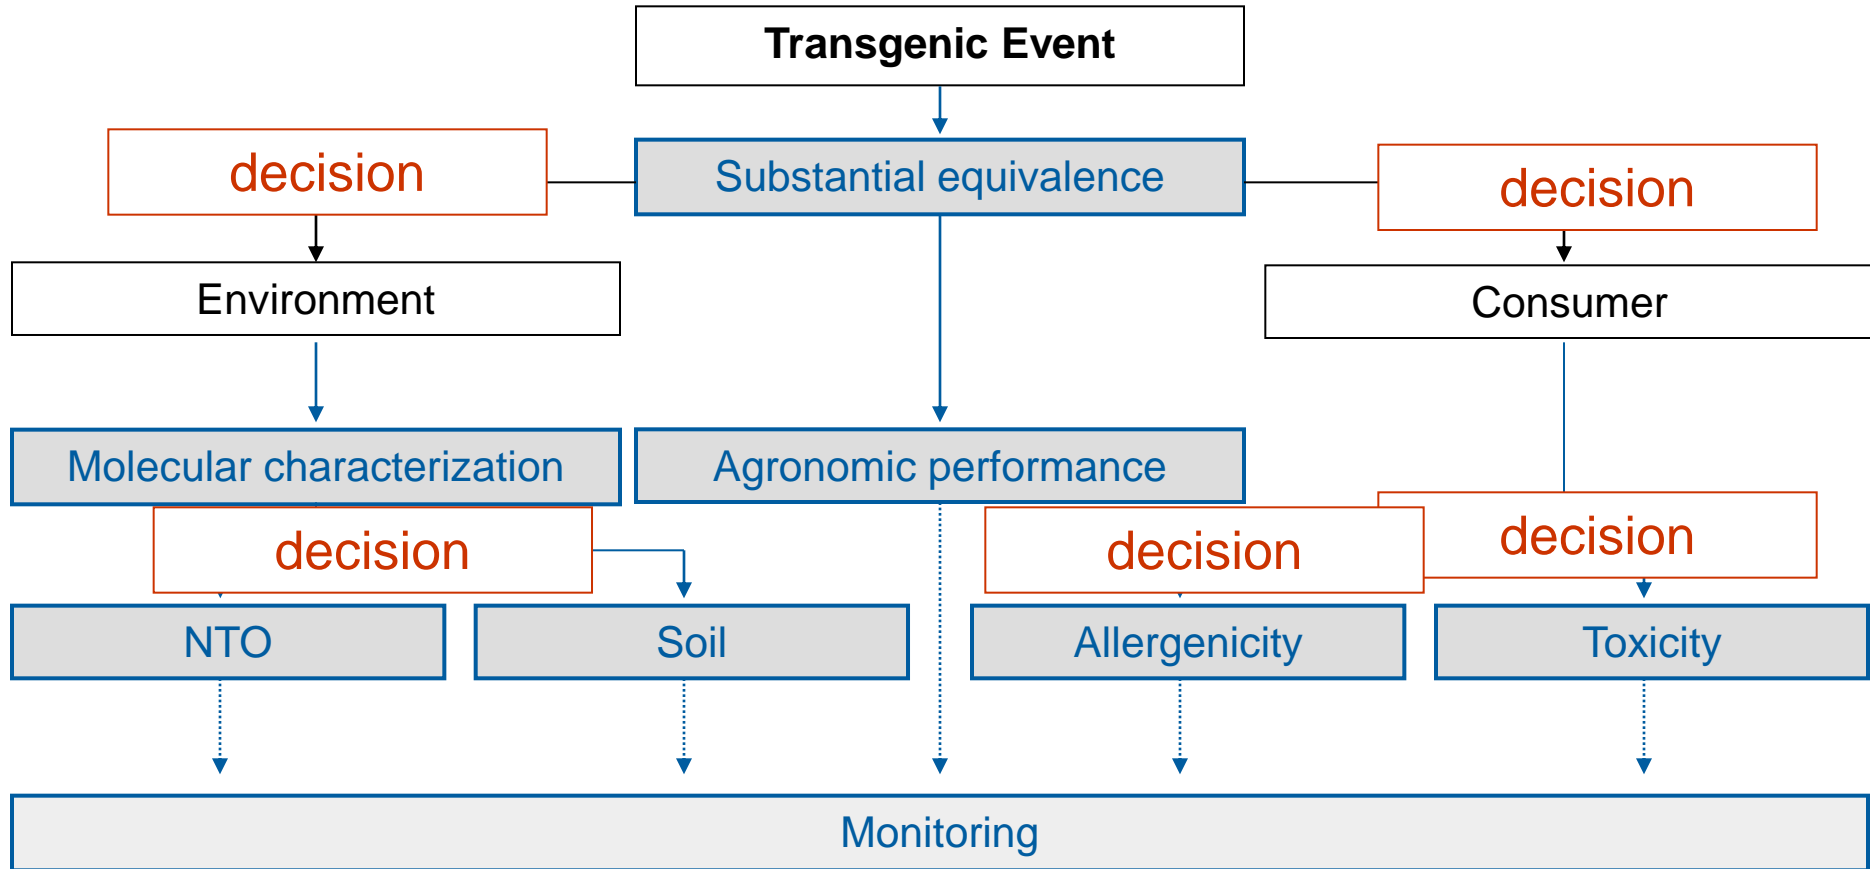 Transgenic Event
decision
Substantial equivalence
decision
Environment
Consumer
Molecular characterization
Agronomic performance
decision
decision
decision
NTO
Soil
Allergenicity
Toxicity
Monitoring